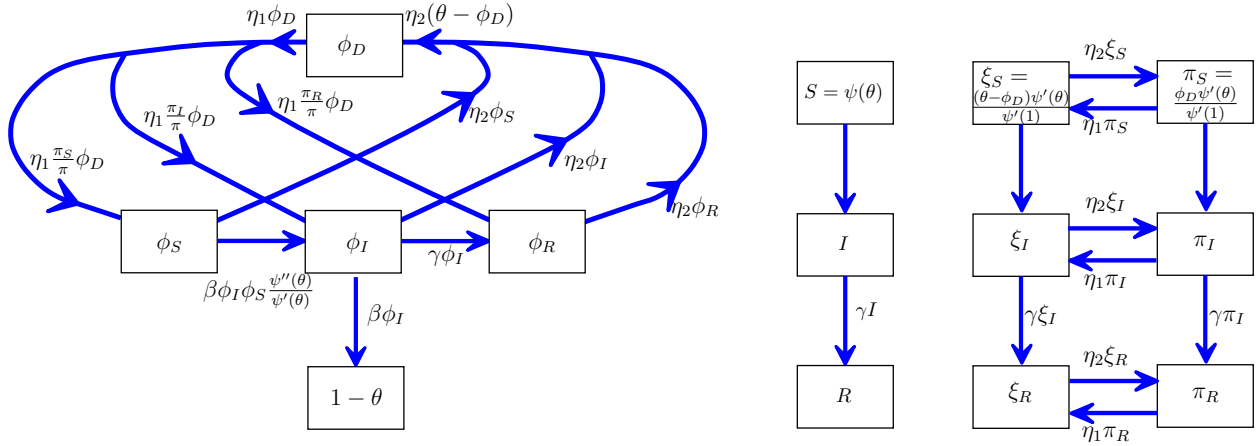 η₁φ_D
φ_D
η₂(θ − φ_D)
η₁ π_S/π φ_D
η₁ π_I/π φ_D
η₁ π_R/π φ_D
η₂φ_S
η₂φ_I
η₂φ_R
φ_S
φ_I
φ_R
βφ_Iφ_S ψ''(θ)/ψ'(θ)
γφ_I
βφ_I
1 − θ
S = ψ(θ)
I
γI
R
ξ_S =
(θ−φ_D)ψ'(θ)/ψ'(1)
η₂ξ_S
η₁π_S
π_S =
φ_Dψ'(θ)/ψ'(1)
ξ_I
η₂ξ_I
η₁π_I
π_I
γξ_I
γπ_I
ξ_R
η₂ξ_R
η₁π_R
π_R